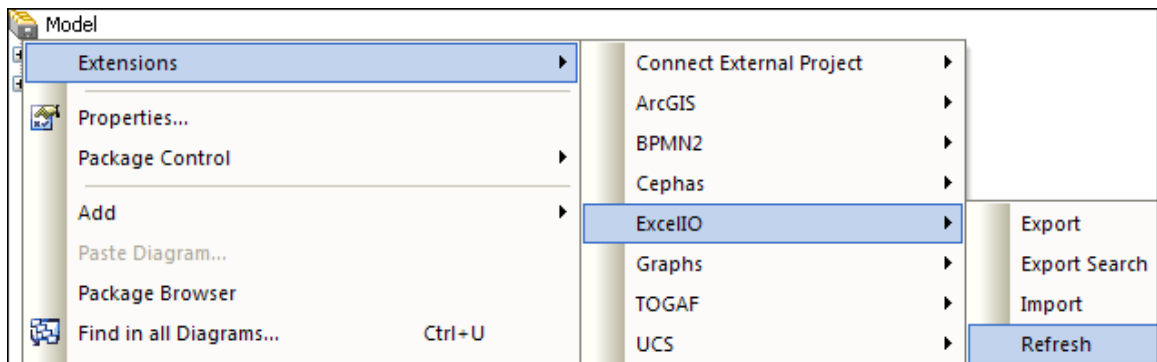 Model
Extensions
Properties...
Package Control
Add
Paste Diagram...
Package Browser
Find in all Diagrams... Ctrl+U
Connect External Project
ArcGIS
BPMN2
Cephas
ExcelIO
Graphs
TOGAF
UCS
Export
Export Search
Import
Refresh